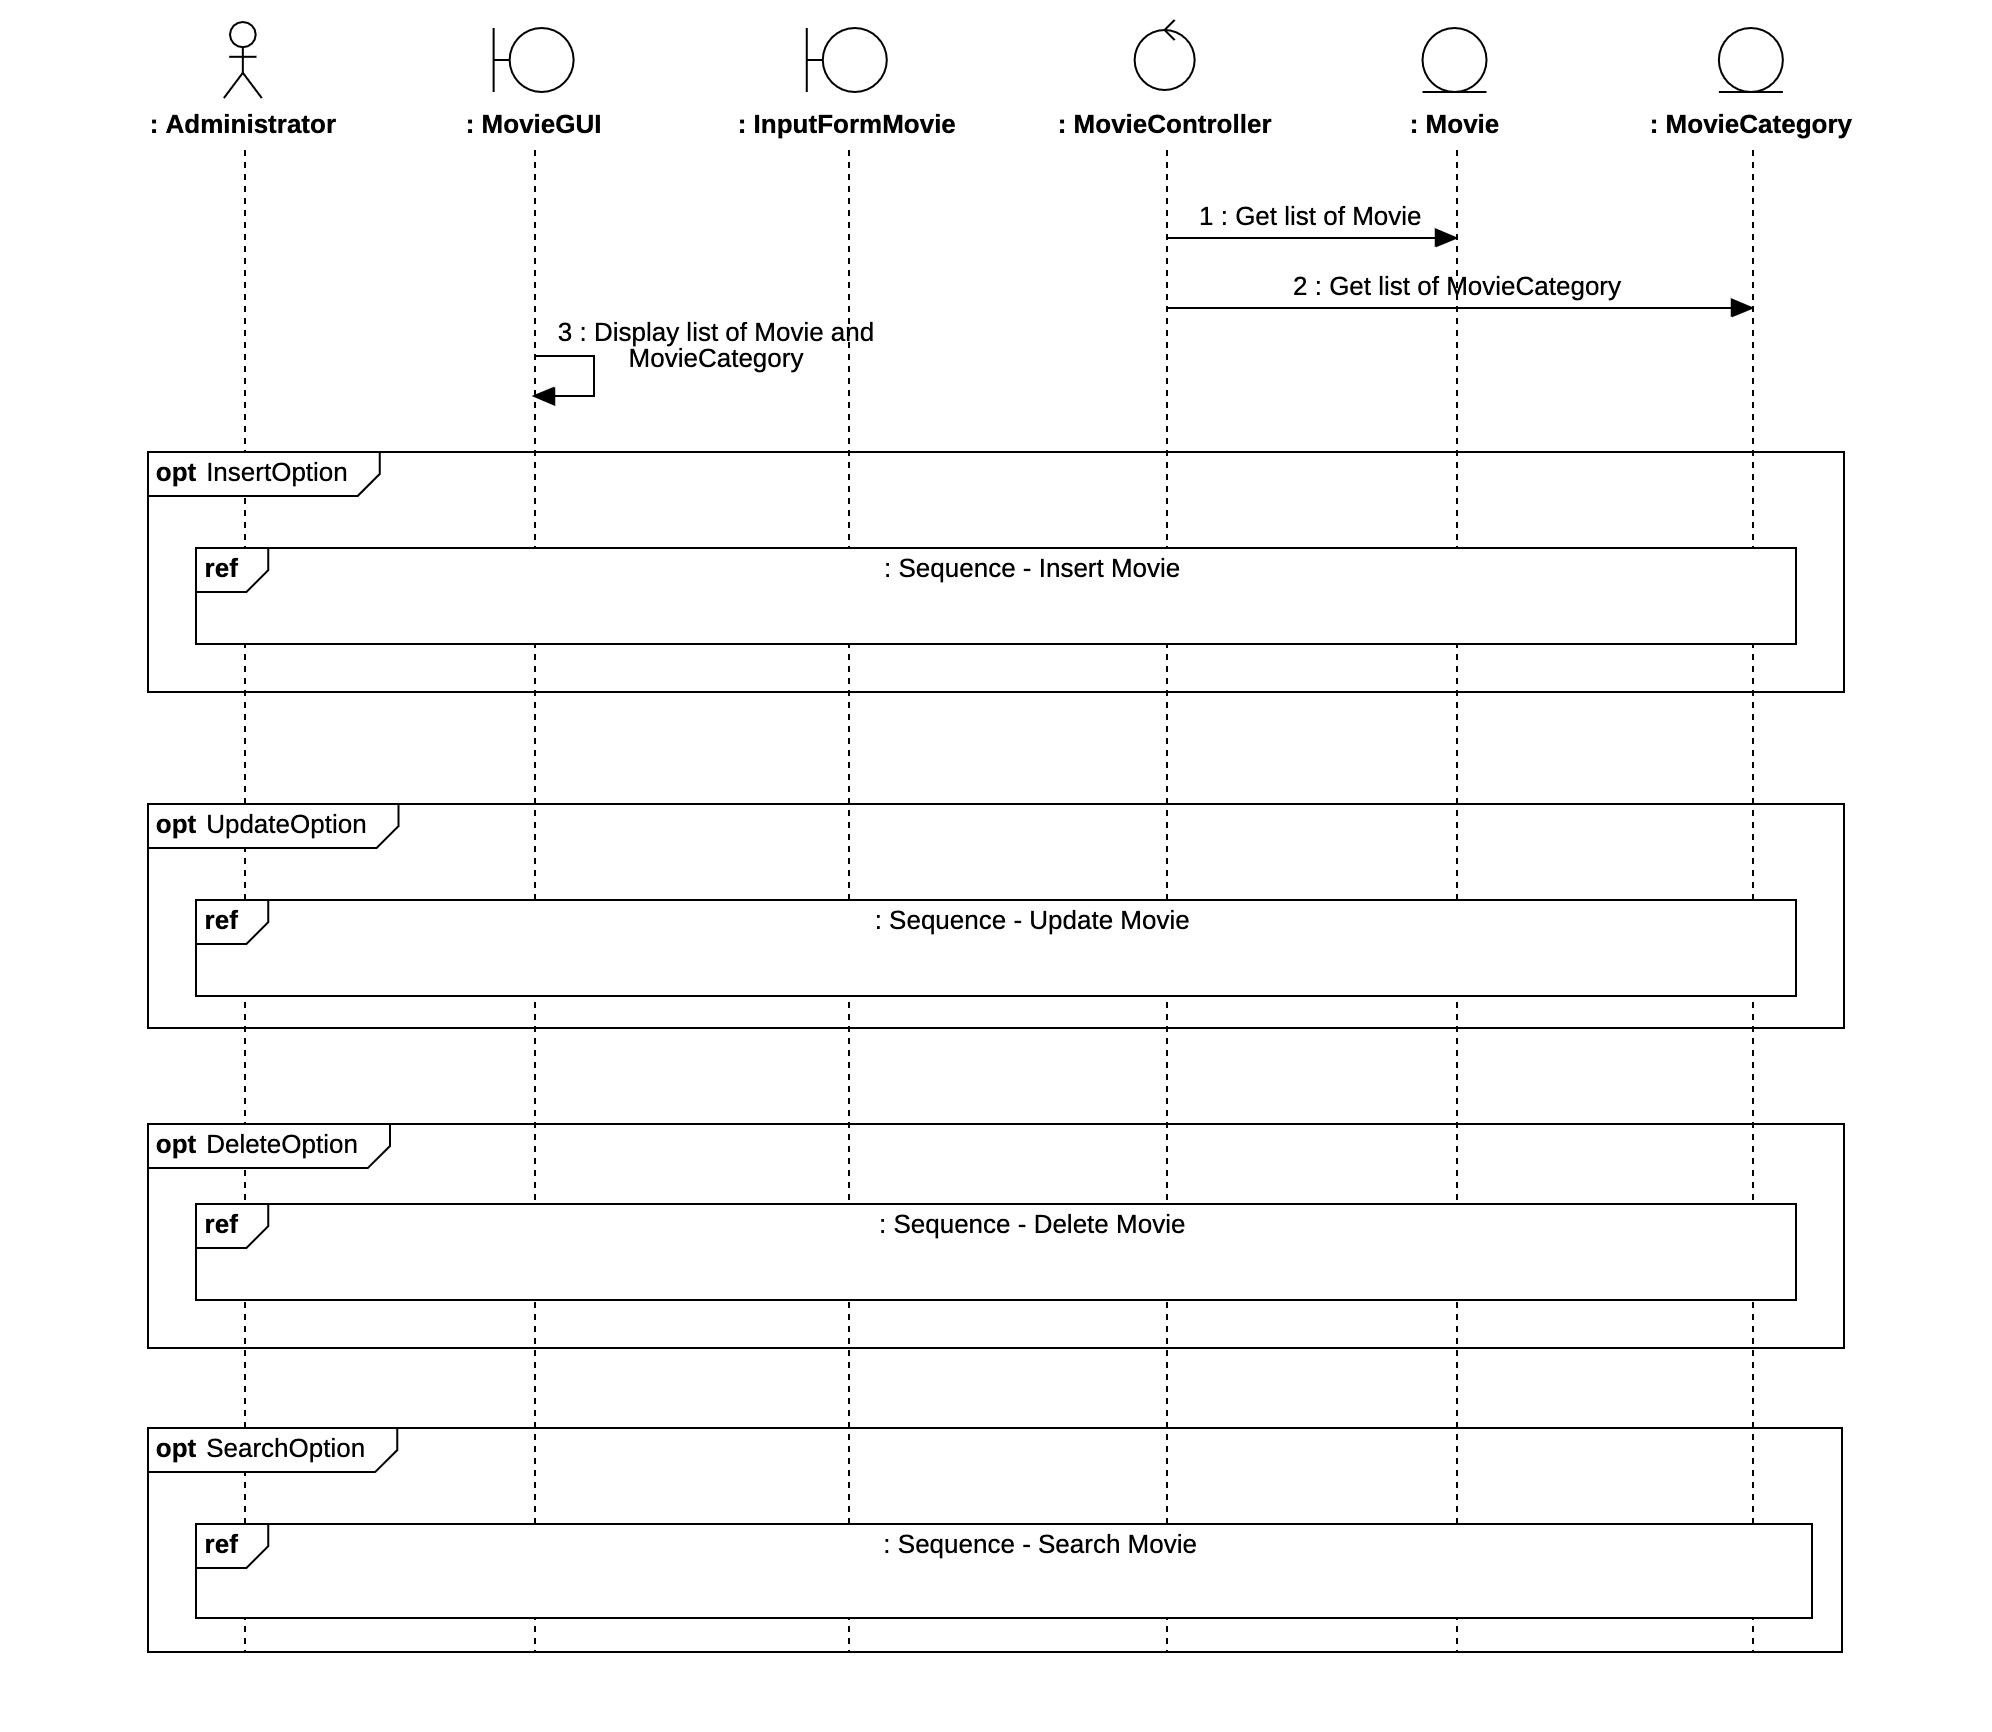 : Administrator
: MovieGUI
: InputFormMovie
: MovieController
: Movie
: MovieCategory
1 : Get list of Movie
2 : Get list of MovieCategory
3 : Display list of Movie and
MovieCategory
opt InsertOption
ref
: Sequence - Insert Movie
opt UpdateOption
ref
: Sequence - Update Movie
opt DeleteOption
ref
: Sequence - Delete Movie
opt SearchOption
ref
: Sequence - Search Movie